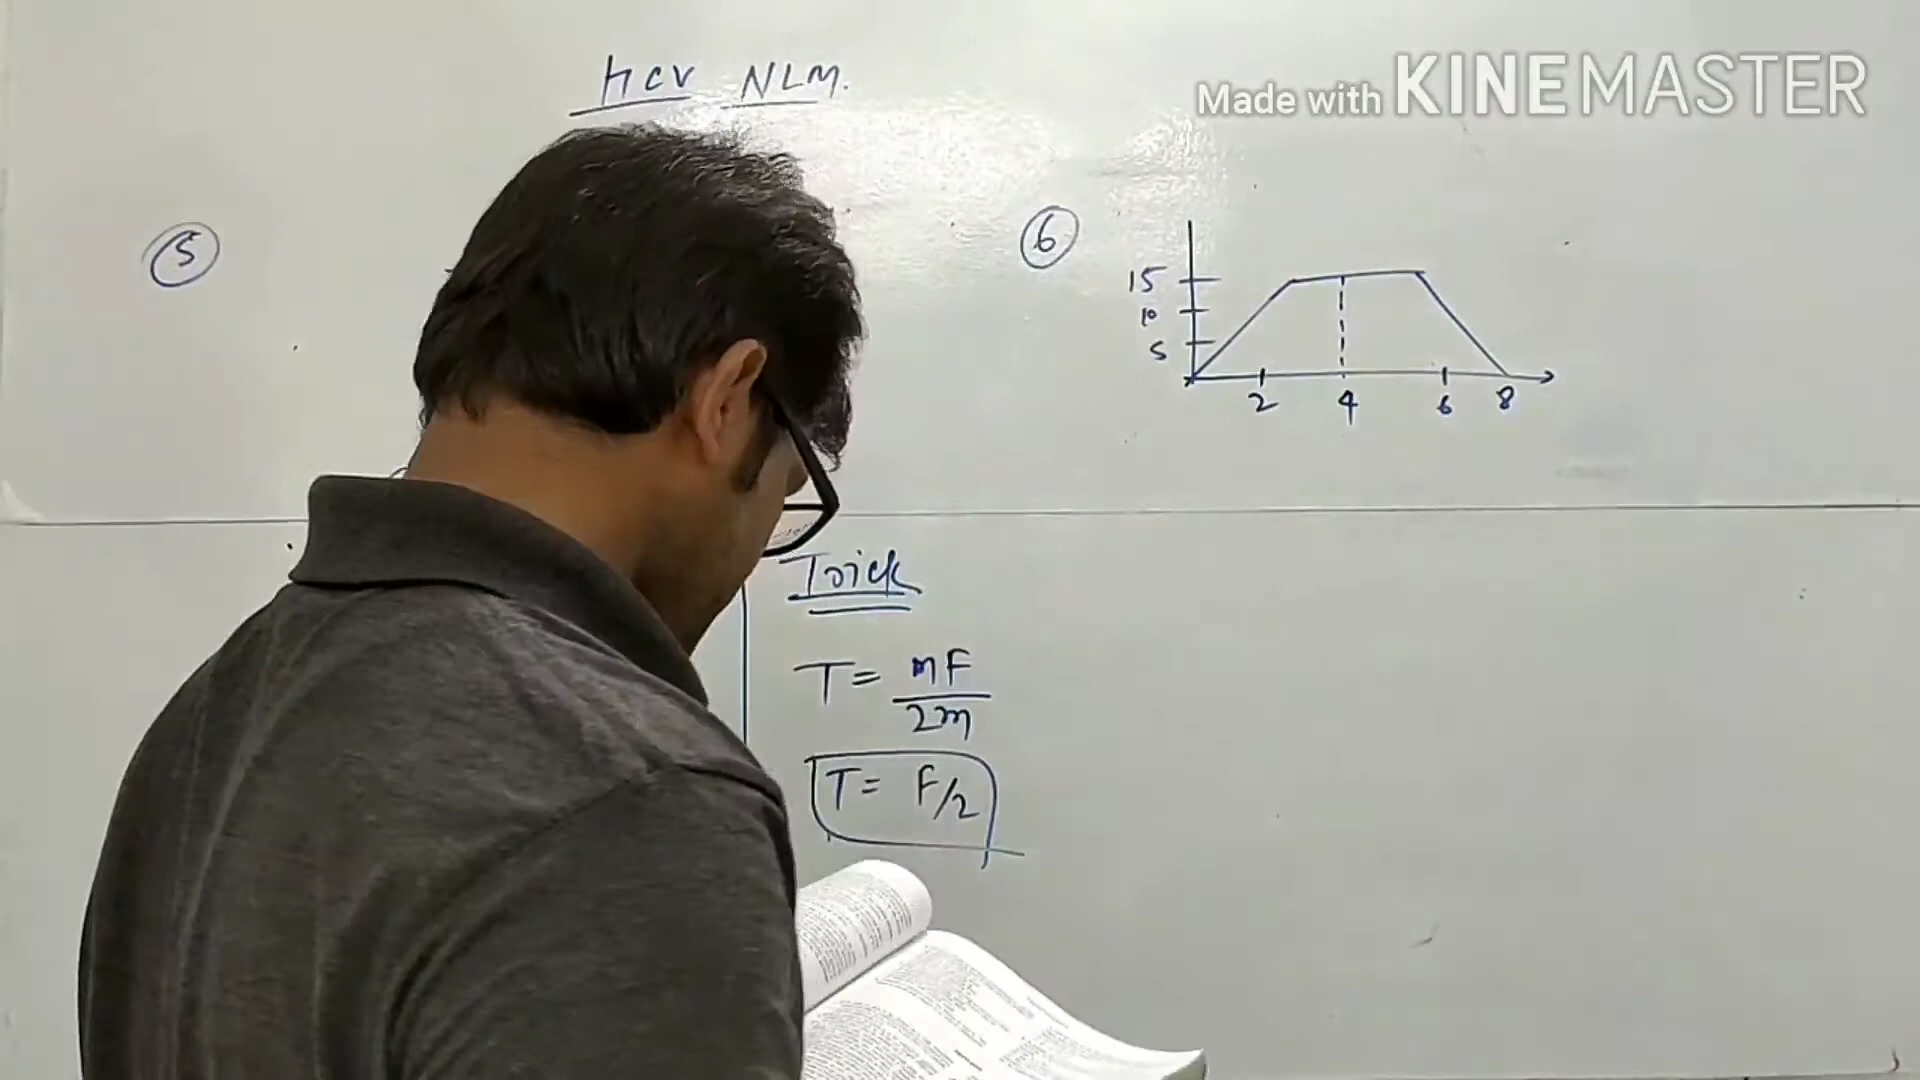 HCV NLM.
Made with KINEMASTER
5
6
15
10
5
2 4 6 8
Trick
T = mF
2m
T = F/2